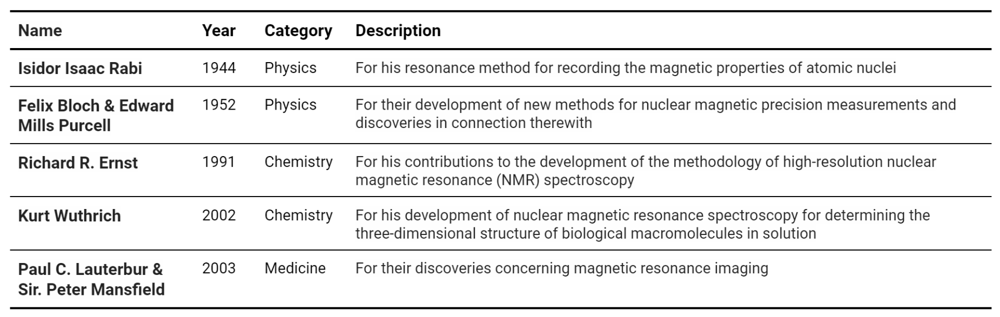 Name Year Category Description
Isidor Isaac Rabi 1944 Physics For his resonance method for recording the magnetic properties of atomic nuclei
Felix Bloch & Edward 1952 Physics For their development of new methods for nuclear magnetic precision measurements and
Mills Purcell discoveries in connection therewith
Richard R. Ernst 1991 Chemistry For his contributions to the development of the methodology of high-resolution nuclear
magnetic resonance (NMR) spectroscopy
Kurt Wuthrich 2002 Chemistry For his development of nuclear magnetic resonance spectroscopy for determining the
three-dimensional structure of biological macromolecules in solution
Paul C. Lauterbur & 2003 Medicine For their discoveries concerning magnetic resonance imaging
Sir. Peter Mansfield